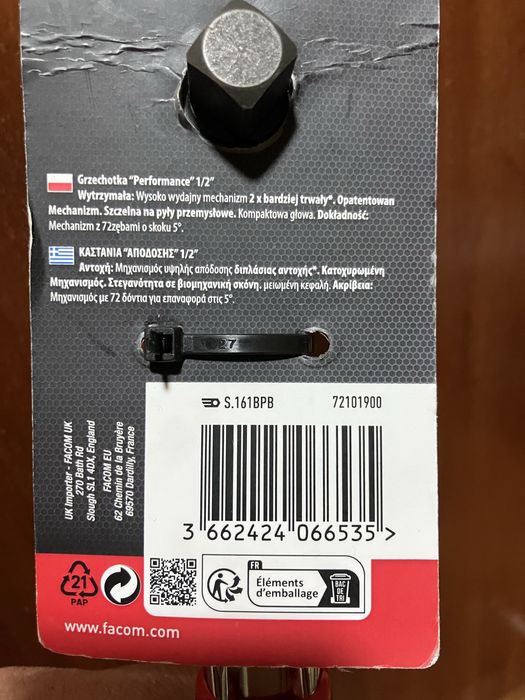 Grzechotka "Performance" 1/2"
Wytrzymała: Wysoko wydajny mechanizm 2 x bardziej trwały*. Opatentowan
Mechanizm. Szczelna na pyły przemysłowe. Kompaktowa głowa. Dokładność:
Mechanizm z 72zębami o skoku 5°.
ΚΑΣΤΑΝΙΑ "ΑΠΟΔΟΣΗΣ" 1/2"
Αντοχή: Μηχανισμός υψηλής απόδοσης διπλάσιας αντοχής*. Κατοχυρωμένη
Μηχανισμός. Στεγανότητα σε βιομηχανική σκόνη. μειωμένη κεφαλή. Ακρίβεια:
Μηχανισμός με 72 δόντια για επαναφορά στις 5°.
27
S.161BPB 72101900
3 662424 066535 >
UK Importer - FACOM UK
270 Bath Rd
Slough SL1 4DX, England
FACOM EU
62 Chemin de la Bruyère
69570 Dardilly, France
21
PAP
FR
Éléments
d'emballage
BAC
DE
TRI
www.facom.com